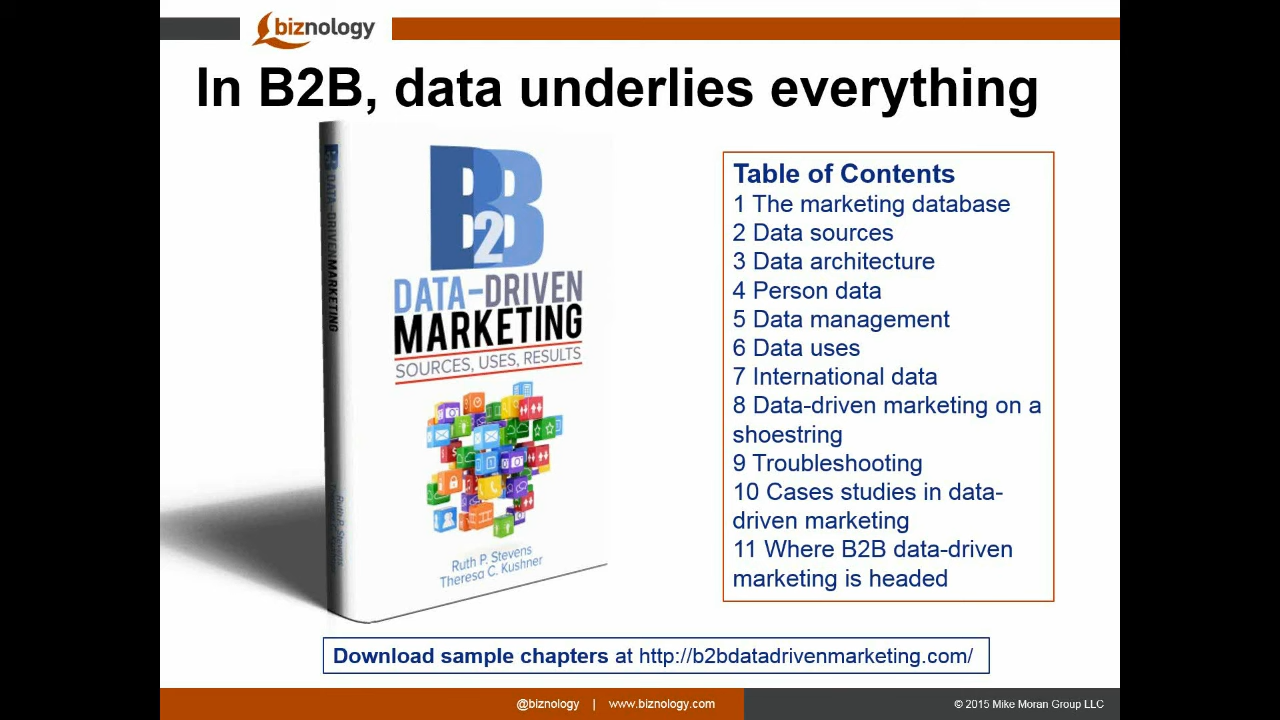 biznology
In B2B, data underlies everything
B2B DATA-DRIVEN MARKETING
B2B
DATA-DRIVEN
MARKETING
SOURCES, USES, RESULTS
Ruth P. Stevens
Theresa C. Kushner
Ruth P. Stevens
Table of Contents
1 The marketing database
2 Data sources
3 Data architecture
4 Person data
5 Data management
6 Data uses
7 International data
8 Data-driven marketing on a
shoestring
9 Troubleshooting
10 Cases studies in data-
driven marketing
11 Where B2B data-driven
marketing is headed
Download sample chapters at http://b2bdatadrivenmarketing.com/
@biznology | www.biznology.com
© 2015 Mike Moran Group LLC